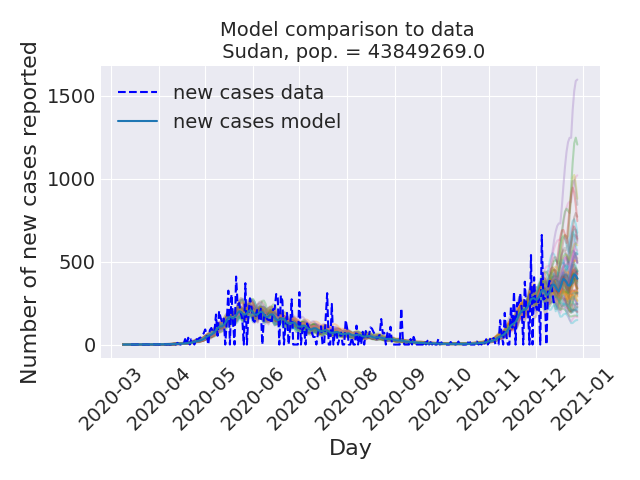 Model comparison to data
Sudan, pop. = 43849269.0
Number of new cases reported
1500
1000
500
0
new cases data
new cases model
2020-03
2020-04
2020-05
2020-06
2020-07
2020-08
2020-09
2020-10
2020-11
2020-12
2021-01
Day